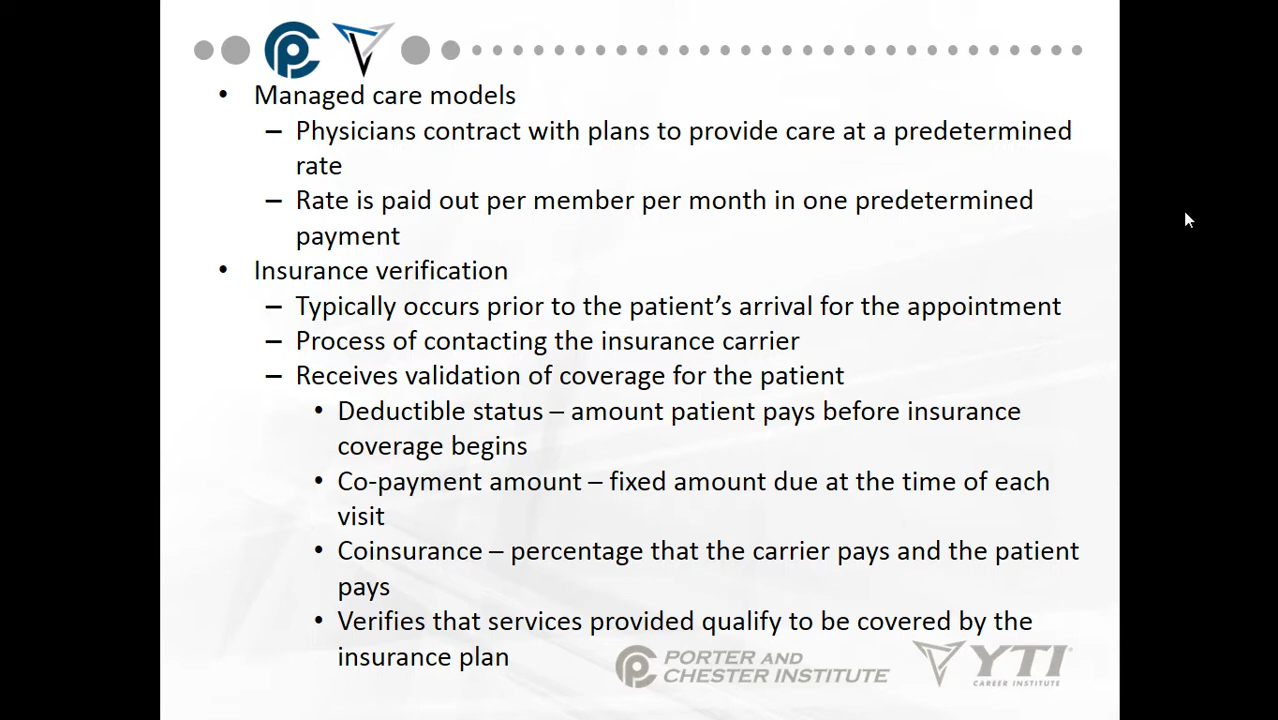 • Managed care models
– Physicians contract with plans to provide care at a predetermined
rate
– Rate is paid out per member per month in one predetermined
payment
• Insurance verification
– Typically occurs prior to the patient’s arrival for the appointment
– Process of contacting the insurance carrier
– Receives validation of coverage for the patient
• Deductible status – amount patient pays before insurance
coverage begins
• Co-payment amount – fixed amount due at the time of each
visit
• Coinsurance – percentage that the carrier pays and the patient
pays
• Verifies that services provided qualify to be covered by the
insurance plan
PORTER AND
CHESTER INSTITUTE
YTI
CAREER INSTITUTE